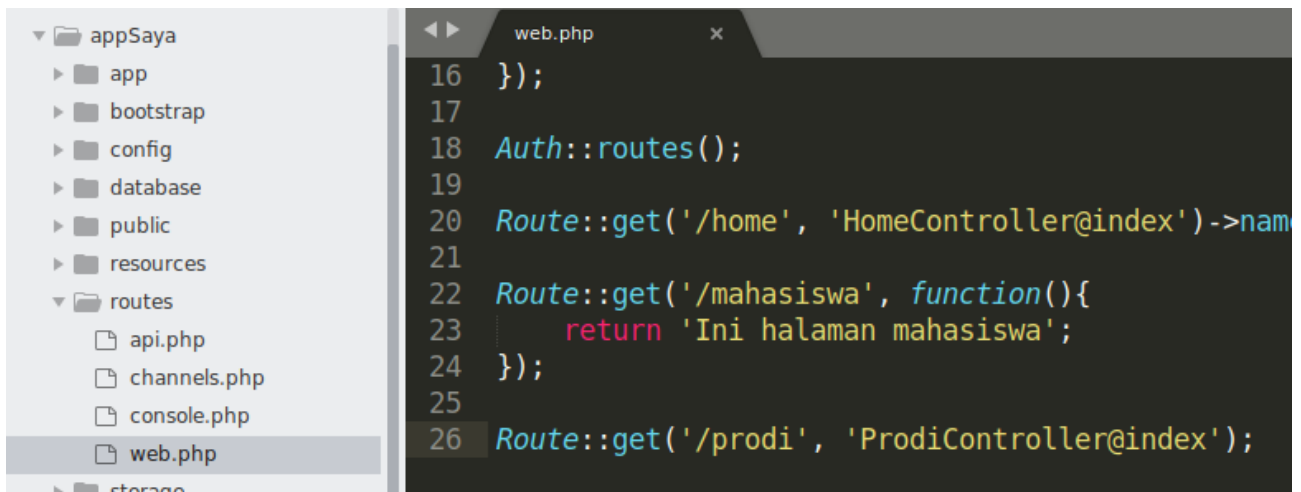 appSaya
app
bootstrap
config
database
public
resources
routes
api.php
channels.php
console.php
web.php
storage
web.php ×
16 });
17
18 Auth::routes();
19
20 Route::get('/home', 'HomeController@index')->nam
21
22 Route::get('/mahasiswa', function(){
23 return 'Ini halaman mahasiswa';
24 });
25
26 Route::get('/prodi', 'ProdiController@index');